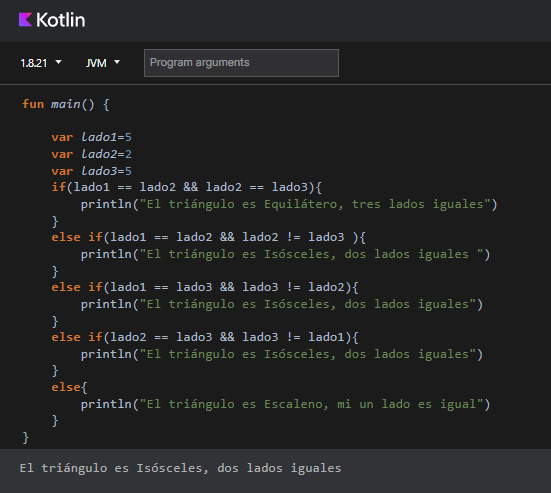 Kotlin
1.8.21 JVM Program arguments
fun main() {
var lado1=5
var lado2=2
var lado3=5
if(lado1 == lado2 && lado2 == lado3){
println("El triángulo es Equilátero, tres lados iguales")
}
else if(lado1 == lado2 && lado2 != lado3 ){
println("El triángulo es Isósceles, dos lados iguales ")
}
else if(lado1 == lado3 && lado3 != lado2){
println("El triángulo es Isósceles, dos lados iguales")
}
else if(lado2 == lado3 && lado3 != lado1){
println("El triángulo es Isósceles, dos lados iguales")
}
else{
println("El triángulo es Escaleno, mi un lado es igual")
}
}
El triángulo es Isósceles, dos lados iguales